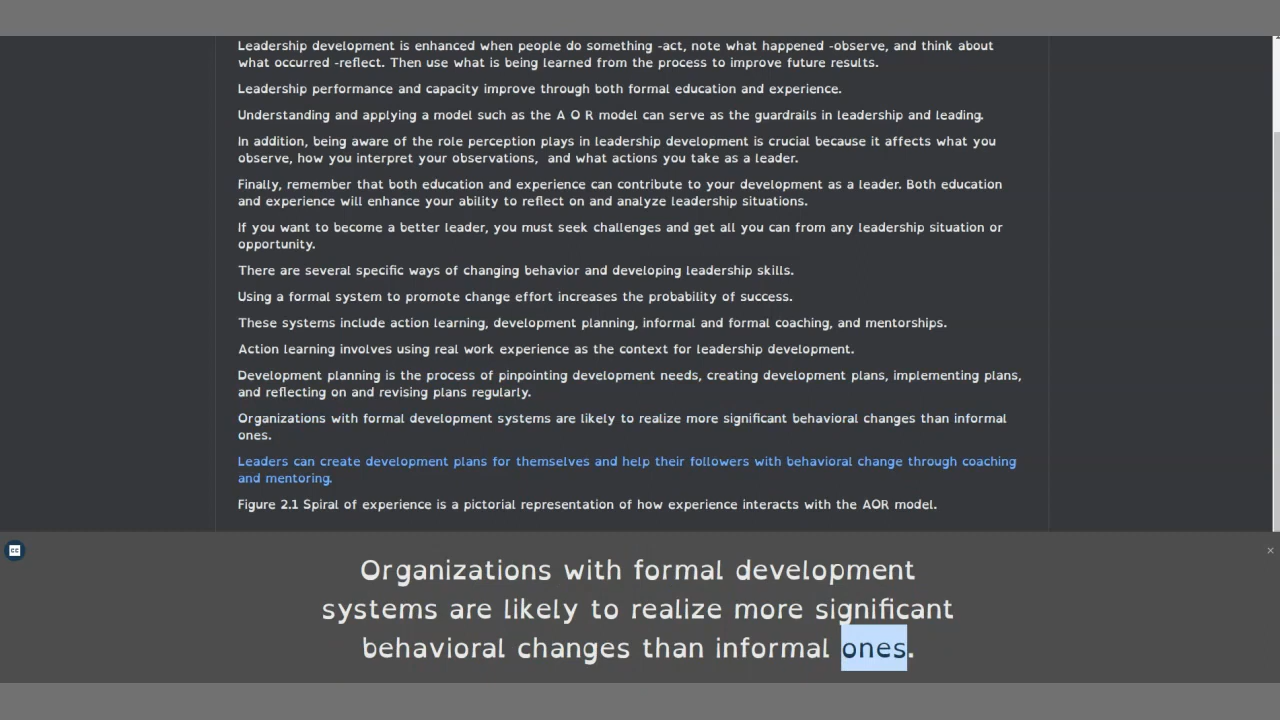 Leadership development is enhanced when people do something -act, note what happened -observe, and think about
what occurred -reflect. Then use what is being learned from the process to improve future results.
Leadership performance and capacity improve through both formal education and experience.
Understanding and applying a model such as the A O R model can serve as the guardrails in leadership and leading.
In addition, being aware of the role perception plays in leadership development is crucial because it affects what you
observe, how you interpret your observations,  and what actions you take as a leader.
Finally, remember that both education and experience can contribute to your development as a leader. Both education
and experience will enhance your ability to reflect on and analyze leadership situations.
If you want to become a better leader, you must seek challenges and get all you can from any leadership situation or
opportunity.
There are several specific ways of changing behavior and developing leadership skills.
Using a formal system to promote change effort increases the probability of success.
These systems include action learning, development planning, informal and formal coaching, and mentorships.
Action learning involves using real work experience as the context for leadership development.
Development planning is the process of pinpointing development needs, creating development plans, implementing plans,
and reflecting on and revising plans regularly.
Organizations with formal development systems are likely to realize more significant behavioral changes than informal
ones.
Leaders can create development plans for themselves and help their followers with behavioral change through coaching
and mentoring.
Figure 2.1 Spiral of experience is a pictorial representation of how experience interacts with the AOR model.
CC
Organizations with formal development
systems are likely to realize more significant
behavioral changes than informal ones.